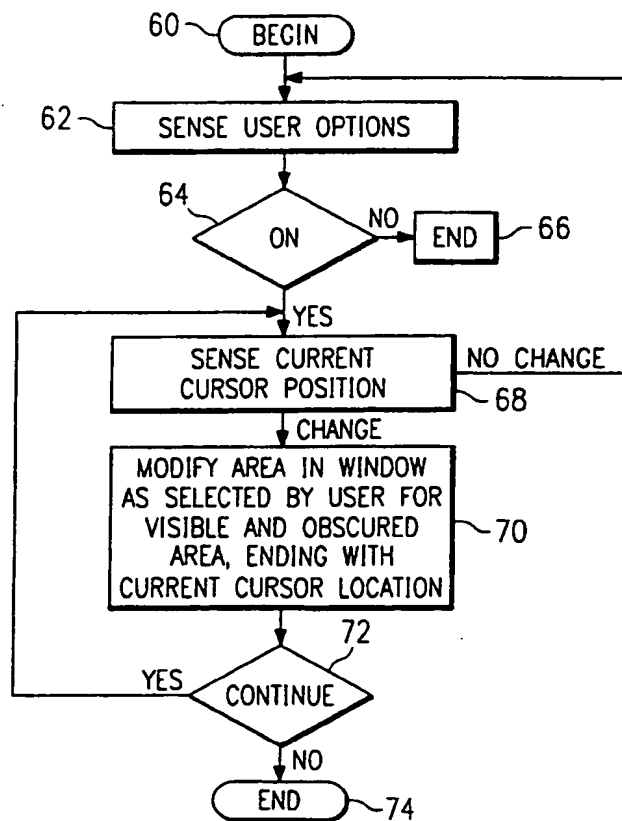 60
BEGIN
62
SENSE USER OPTIONS
64
ON
NO
END
66
YES
SENSE CURRENT
CURSOR POSITION
NO CHANGE
68
CHANGE
MODIFY AREA IN WINDOW
AS SELECTED BY USER FOR
VISIBLE AND OBSCURED
AREA, ENDING WITH
CURRENT CURSOR LOCATION
70
72
YES
CONTINUE
NO
END
74